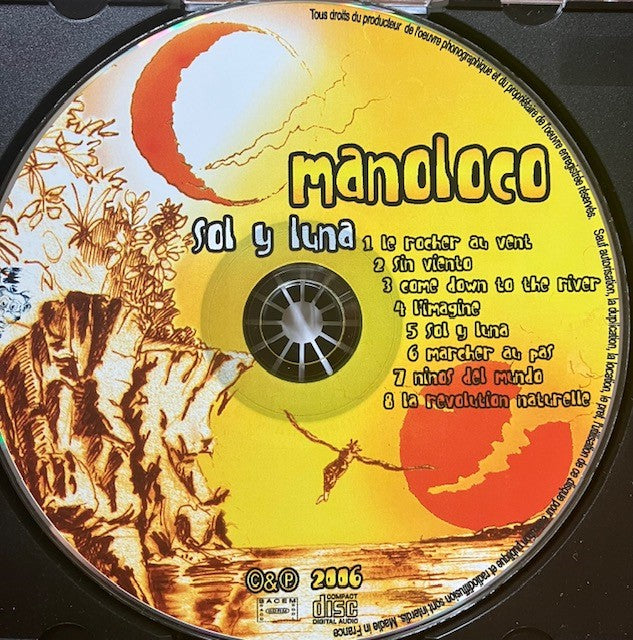 Tous droits du producteur de l'oeuvre phonographique et du propriétaire de l'oeuvre enregistrée réservés. Sauf autorisation, la duplication, la location, le prêt, l'utilisation de ce disque pour et radiodiffusion sont interdits. Made in France
manoloco
sol y luna
1 le rocher au vent
2 sin viento
3 come down to the river
4 l'imagine
5 sol y luna
6 marcher au pas
7 ninos del mundo
8 la revolution naturelle
©&℗ 2006
SACEM
COMPACT
disc
DIGITAL AUDIO